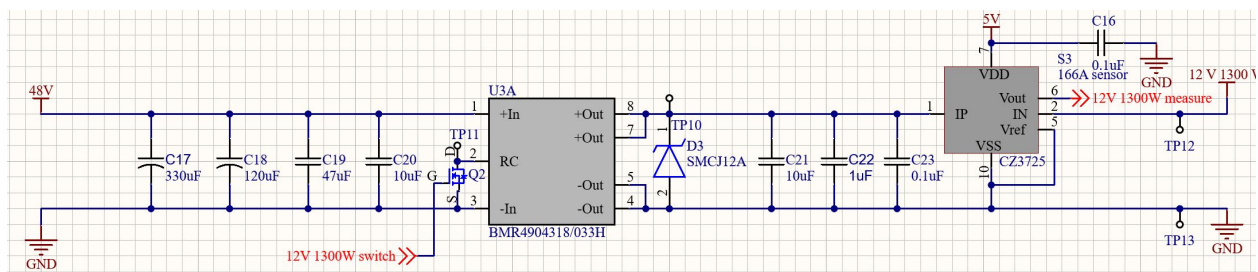 5V
C16
7
0.1uF
S3
166A sensor
GND
VDD
12 V 1300 W
48V
U3A
1
+In
+Out
8
Vout
6
12V 1300W measure
+Out
7
TP10
1
IP
IN
2
Vref
5
TP11
D
2
RC
1
D3
SMCJ12A
TP12
C17
330uF
C18
120uF
C19
47uF
C20
10uF
G
Q2
C21
10uF
C22
1uF
C23
0.1uF
VSS
CZ3725
10
S
3
-In
-Out
5
-Out
4
2
BMR4904318/033H
TP13
GND
GND
12V 1300W switch